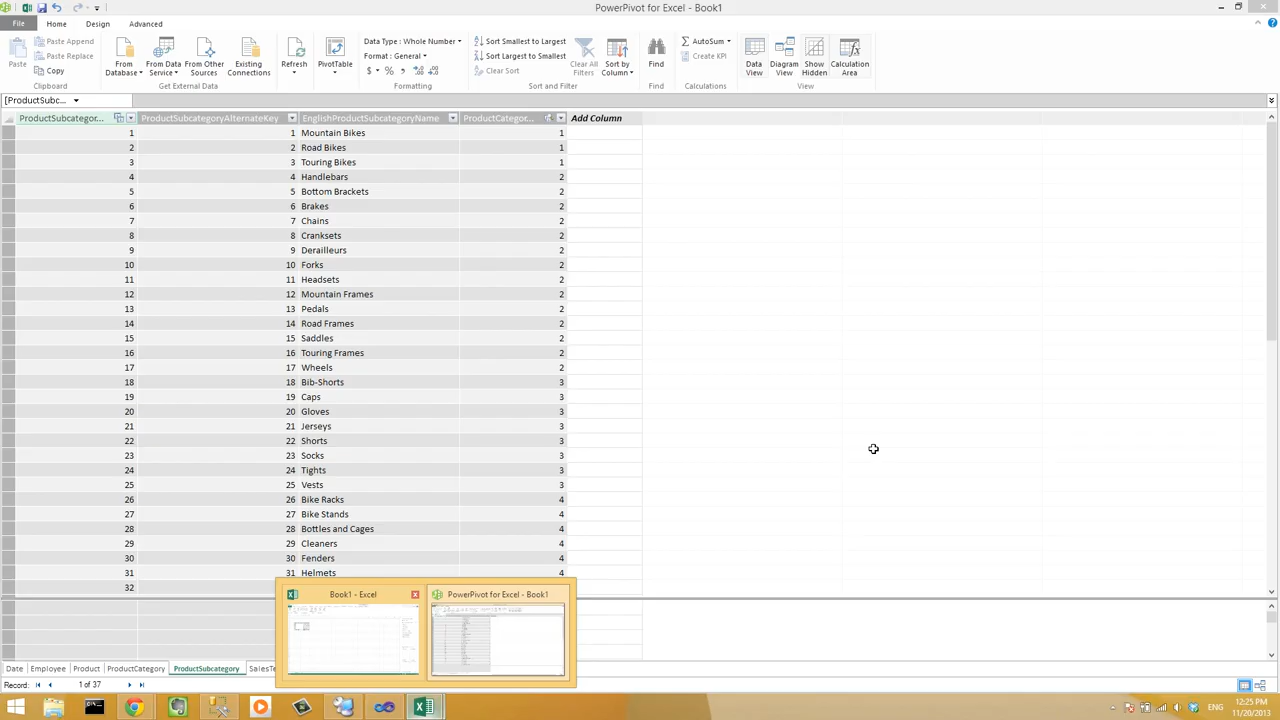 PowerPivot for Excel - Book1
File Home Design Advanced
Paste
Paste Append
Paste Replace
Copy
Clipboard
From Database
From Data Service
From Other Sources
Existing Connections
Get External Data
Refresh
PivotTable
Data Type : Whole Number
Format : General
$ % ,
Formatting
Sort Smallest to Largest
Sort Largest to Smallest
Clear Sort
Clear All Filters
Sort by Column
Sort and Filter
Find
Find
AutoSum
Create KPI
Calculations
Data View
Diagram View
Show Hidden
Calculation Area
View
[ProductSubc...
ProductSubcategor... ProductSubcategoryAlternateKey EnglishProductSubcategoryName ProductCategor... Add Column
1 1 Mountain Bikes 1
2 2 Road Bikes 1
3 3 Touring Bikes 1
4 4 Handlebars 2
5 5 Bottom Brackets 2
6 6 Brakes 2
7 7 Chains 2
8 8 Cranksets 2
9 9 Derailleurs 2
10 10 Forks 2
11 11 Headsets 2
12 12 Mountain Frames 2
13 13 Pedals 2
14 14 Road Frames 2
15 15 Saddles 2
16 16 Touring Frames 2
17 17 Wheels 2
18 18 Bib-Shorts 3
19 19 Caps 3
20 20 Gloves 3
21 21 Jerseys 3
22 22 Shorts 3
23 23 Socks 3
24 24 Tights 3
25 25 Vests 3
26 26 Bike Racks 4
27 27 Bike Stands 4
28 28 Bottles and Cages 4
29 29 Cleaners 4
30 30 Fenders 4
31 31 Helmets 4
32
Book1 - Excel PowerPivot for Excel - Book1
Date Employee Product ProductCategory ProductSubcategory SalesTe
Record: 1 of 37
ENG
12:25 PM
11/20/2013